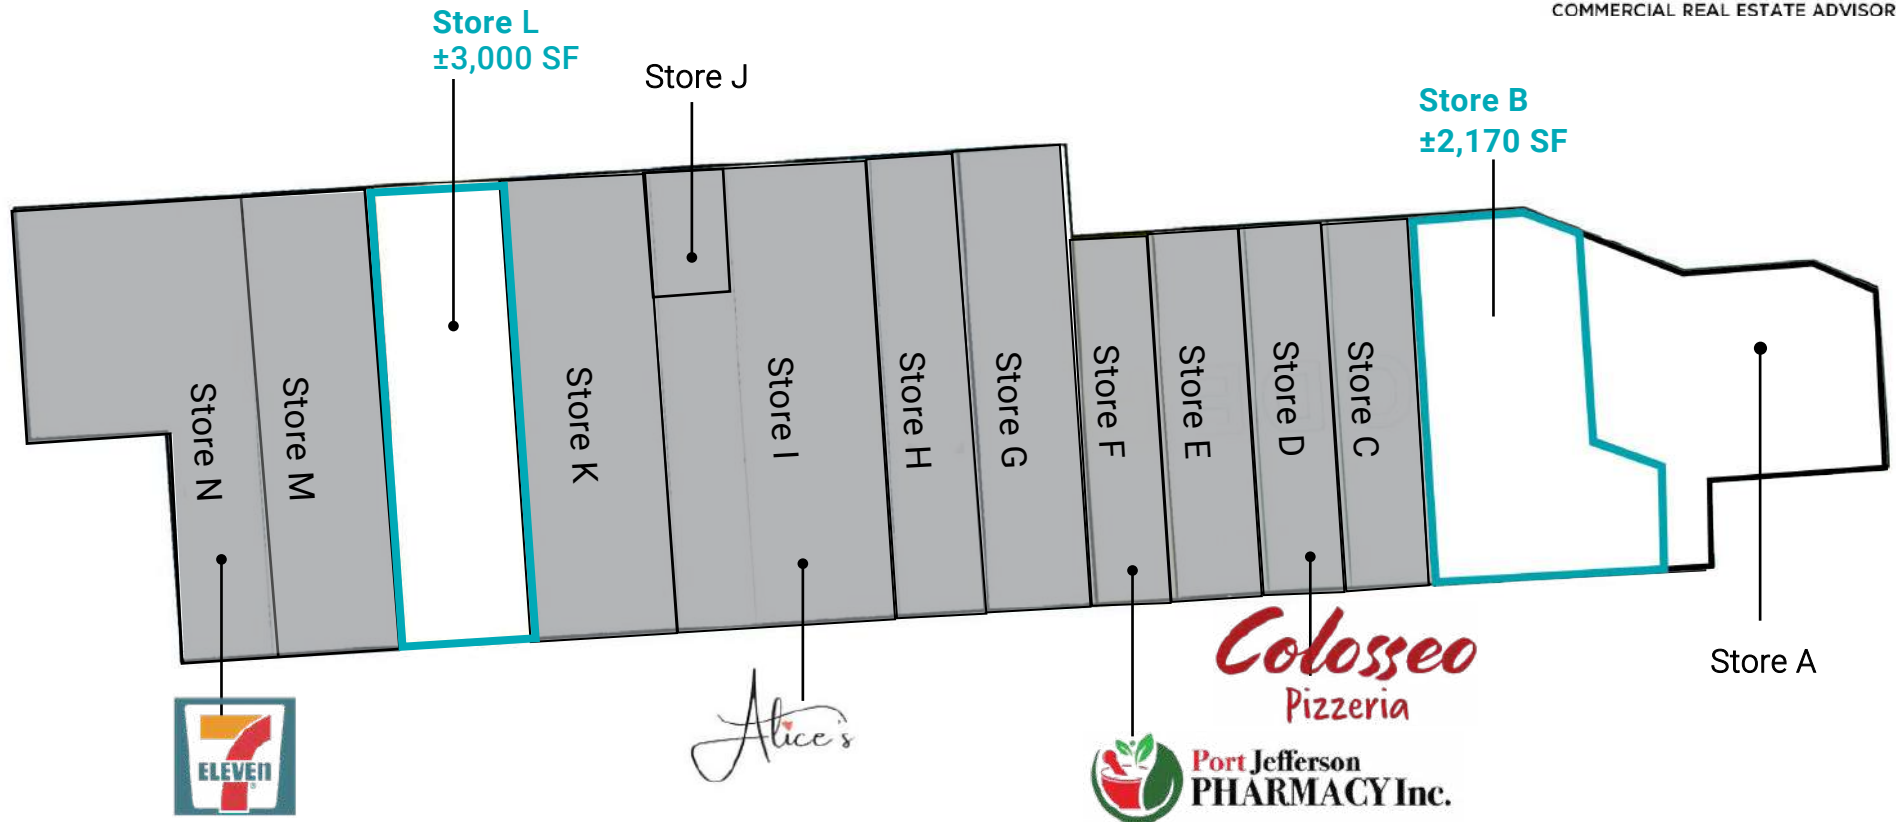 COMMERCIAL REAL ESTATE ADVISOR
Store L
±3,000 SF
Store J
Store B
±2,170 SF
Store N
Store M
Store K
Store I
Store H
Store G
Store F
Store E
Store D
Store C
Store A
7
ELEVEn
®
Alice's
Colosseo
Pizzeria
Port Jefferson
PHARMACY Inc.